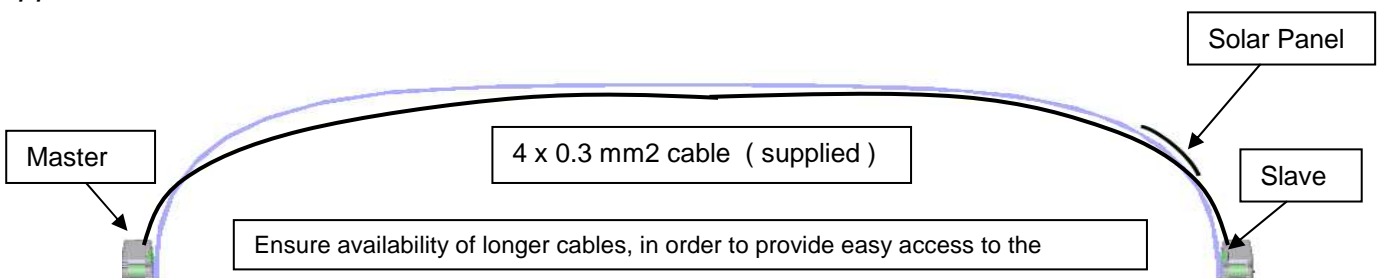 Solar Panel
Master
4 x 0.3 mm2 cable ( supplied )
Slave
Ensure availability of longer cables, in order to provide easy access to the